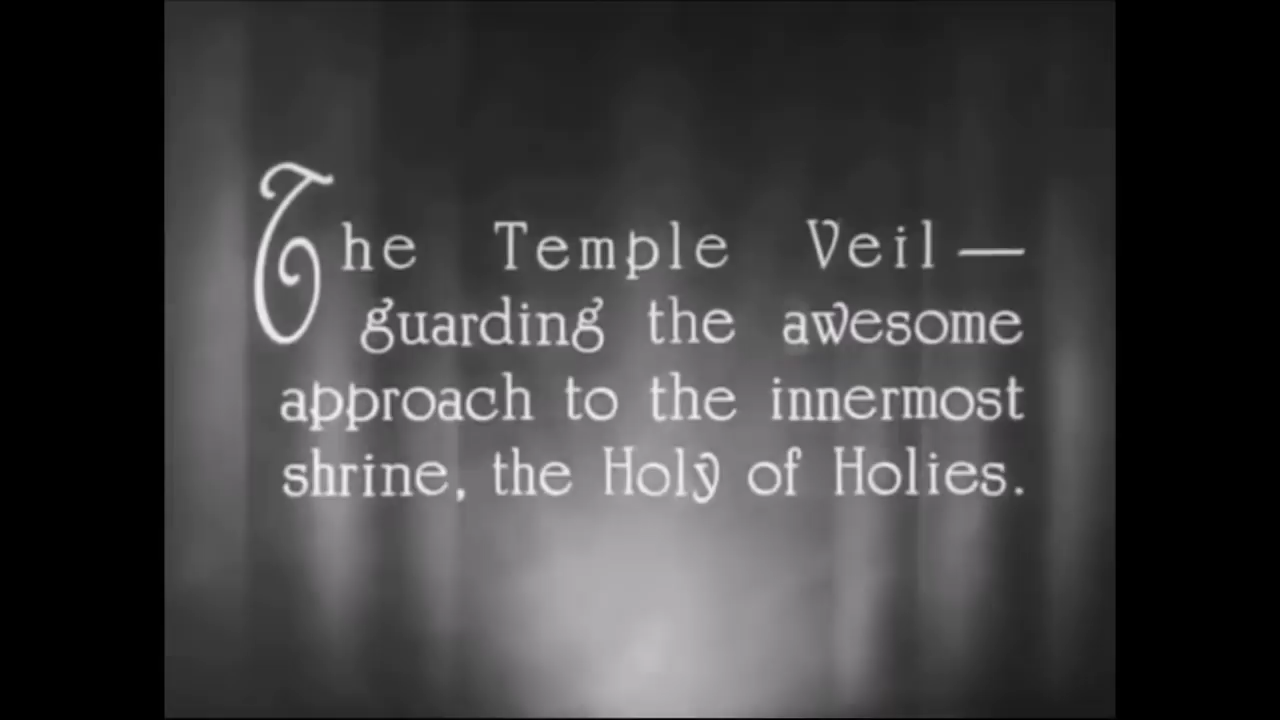 The Temple Veil—
guarding the awesome
approach to the innermost
shrine, the Holy of Holies.